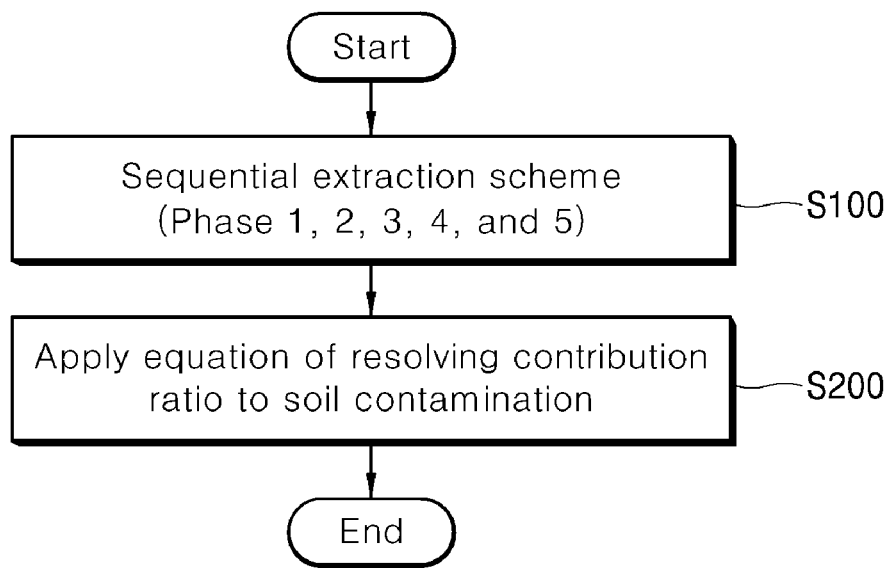 Start
Sequential extraction scheme
(Phase 1, 2, 3, 4, and 5)
S100
Apply equation of resolving contribution
ratio to soil contamination
S200
End